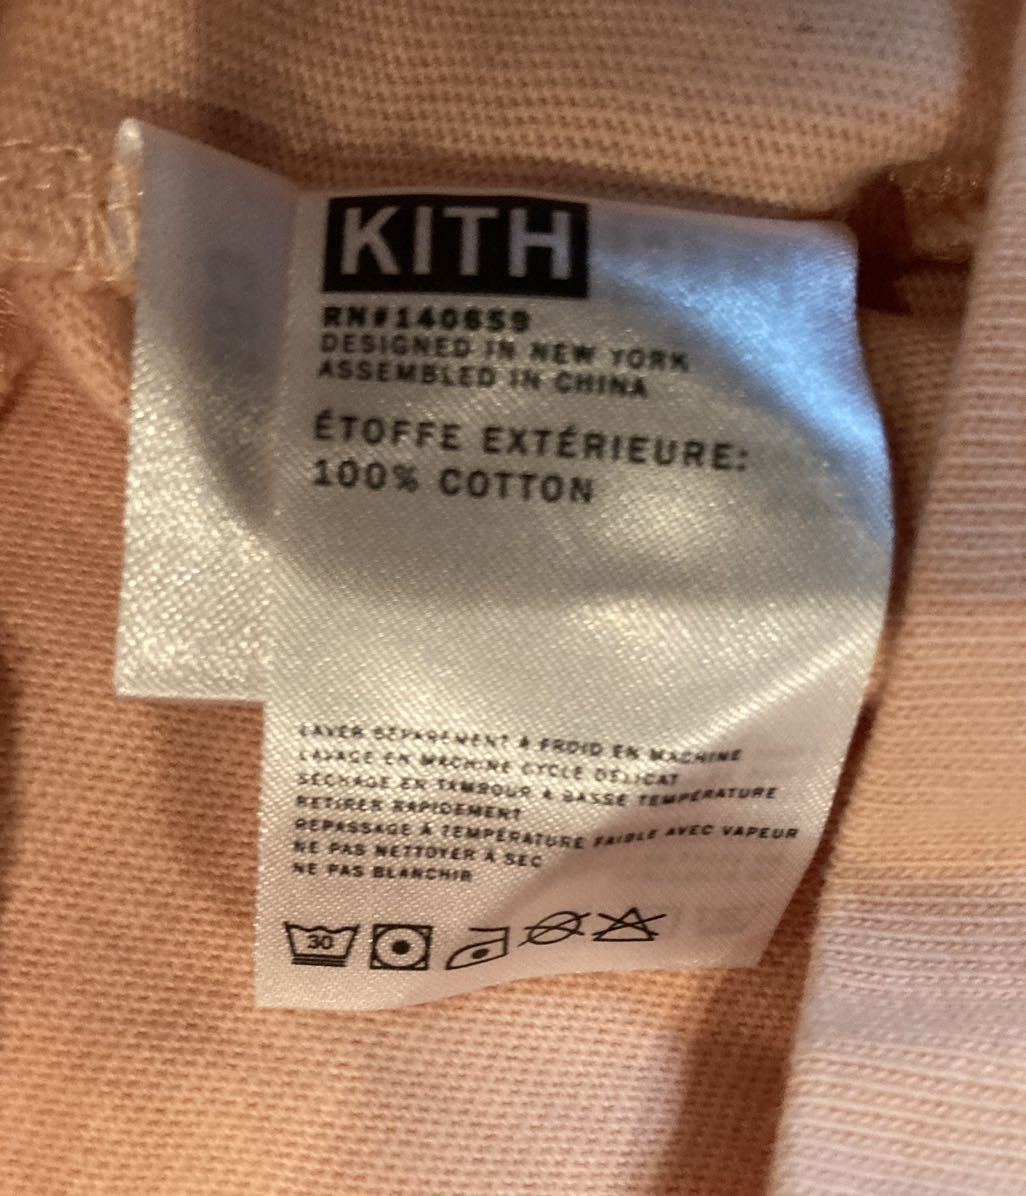 KITH
RN#140659
DESIGNED IN NEW YORK
ASSEMBLED IN CHINA
ÉTOFFE EXTÉRIEURE:
100% COTTON
LAVER SÉPARÉMENT À FROID EN MACHINE
LAVAGE EN MACHINE CYCLE DÉLICAT
SÉCHAGE EN TAMBOUR À BASSE TEMPÉRATURE
RETIRER RAPIDEMENT
REPASSAGE À TEMPÉRATURE FAIBLE AVEC VAPEUR
NE PAS NETTOYER À SEC
NE PAS BLANCHIR
30